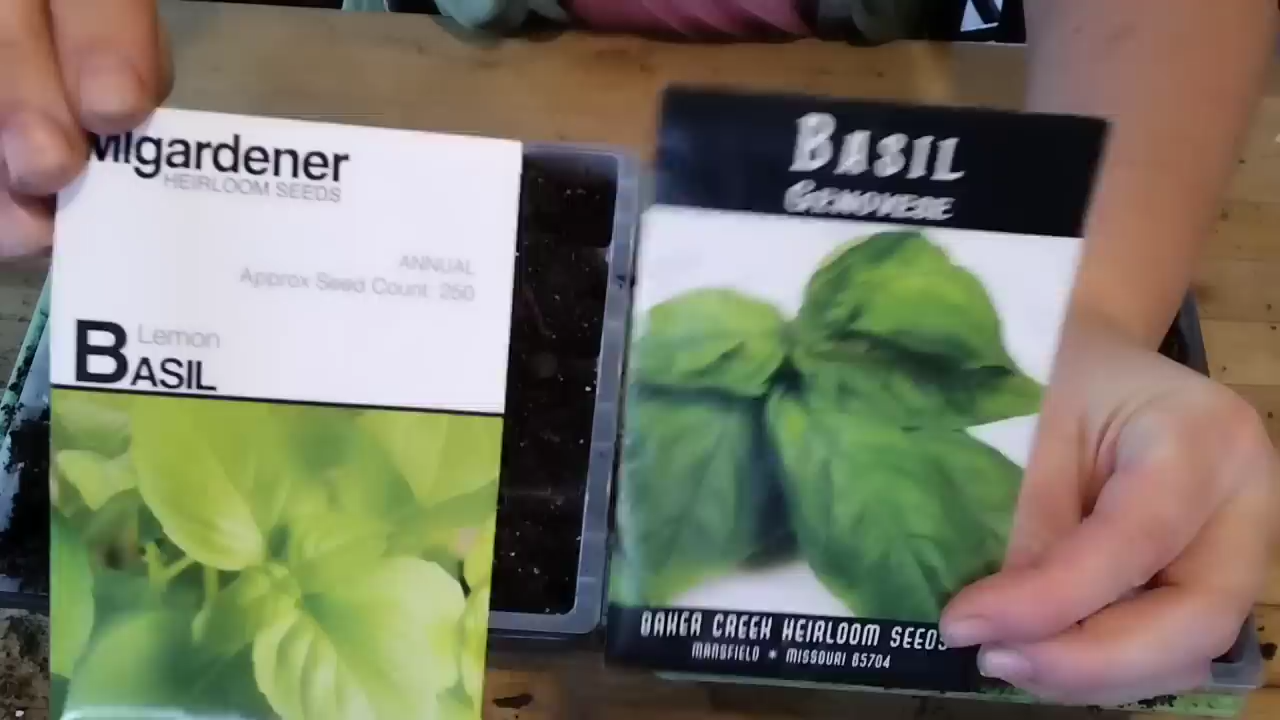 MIgardener
HEIRLOOM SEEDS
ANNUAL
Approx Seed Count 250
Lemon
BASIL
BASIL
GENOVESE
BAKER CREEK HEIRLOOM SEEDS
MANSFIELD * MISSOURI 65704